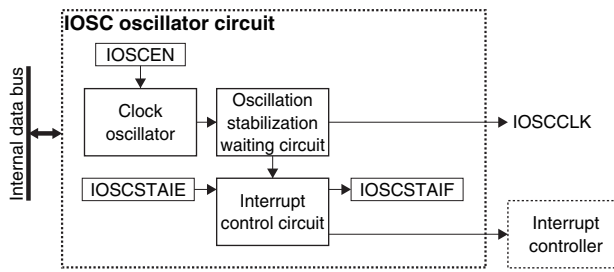 IOSC oscillator circuit
IOSCEN
Internal data bus
Clock
oscillator
Oscillation
stabilization
waiting circuit
IOSCCLK
IOSCSTAIE
Interrupt
control circuit
IOSCSTAIF
Interrupt
controller